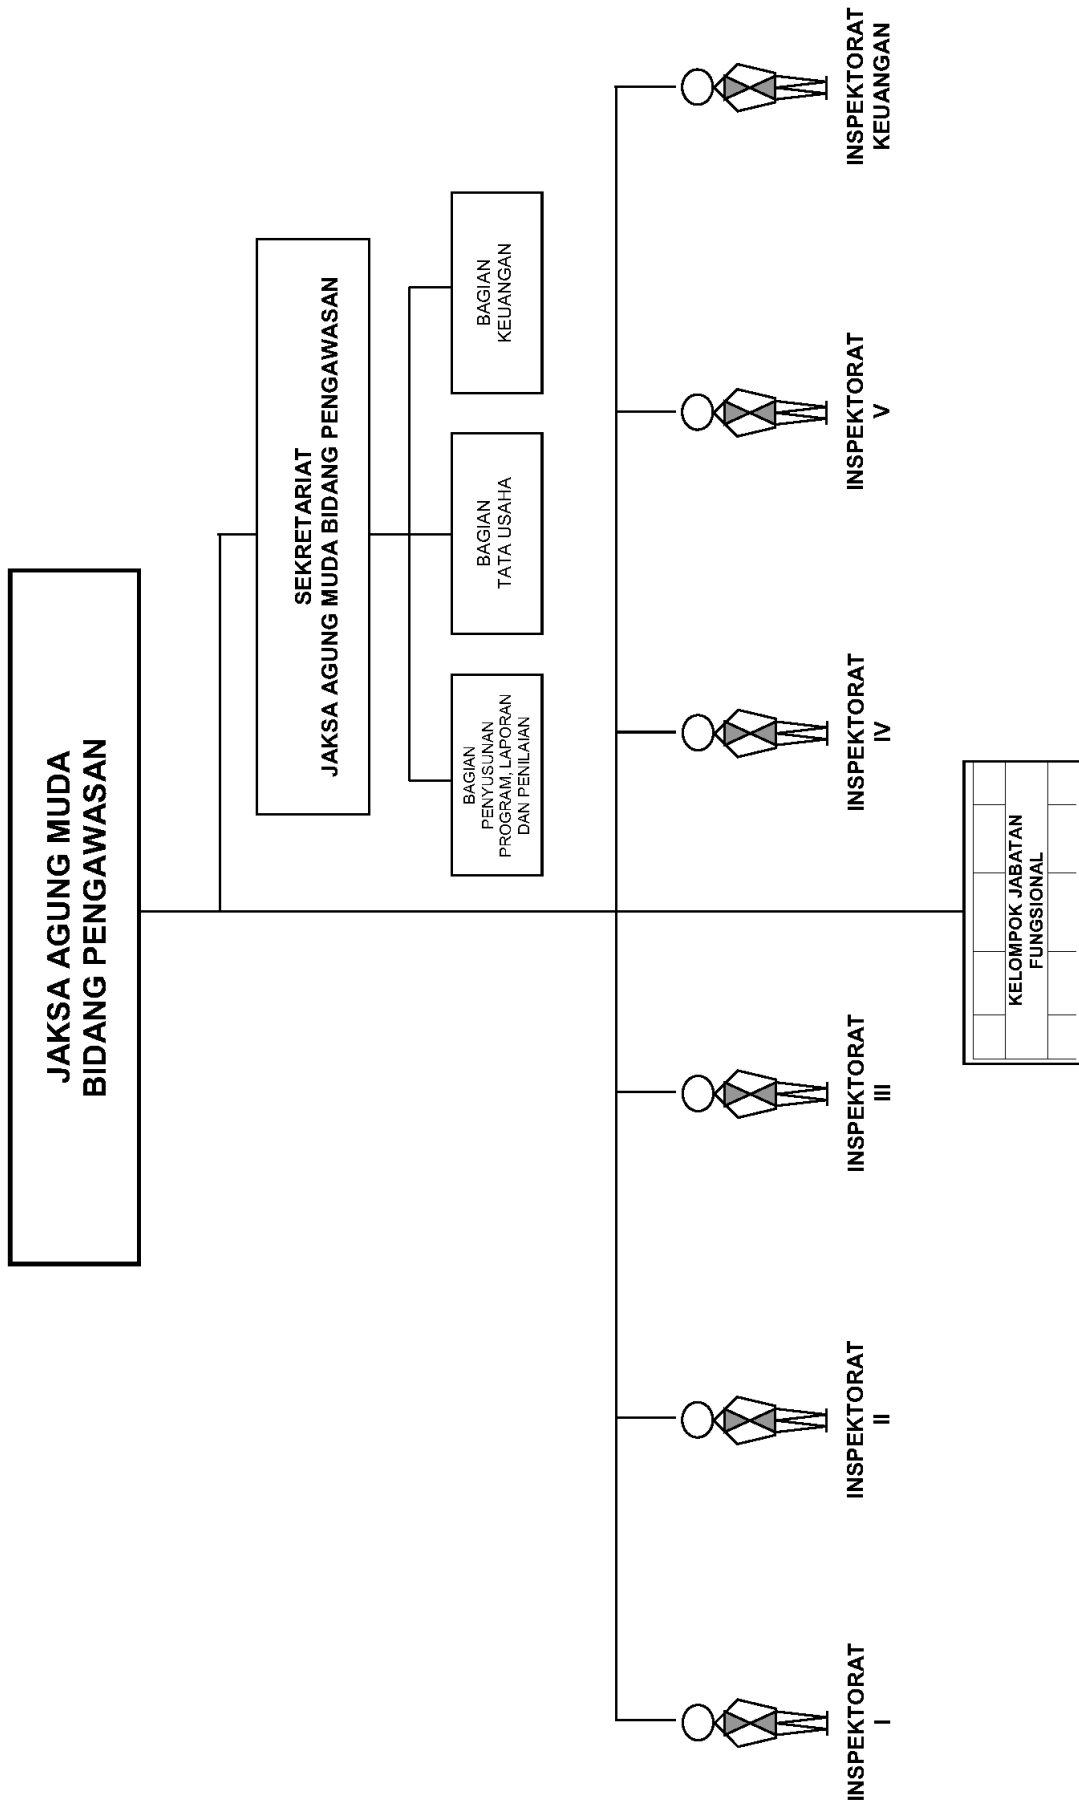 JAKSA AGUNG MUDA
BIDANG PENGAWASAN
SEKRETARIAT
JAKSA AGUNG MUDA BIDANG PENGAWASAN
BAGIAN
PENYUSUNAN
PROGRAM, LAPORAN
DAN PENILAIAN
BAGIAN
TATA USAHA
BAGIAN
KEUANGAN
INSPEKTORAT
I
INSPEKTORAT
II
INSPEKTORAT
III
INSPEKTORAT
IV
INSPEKTORAT
V
INSPEKTORAT
KEUANGAN
KELOMPOK JABATAN
FUNGSIONAL